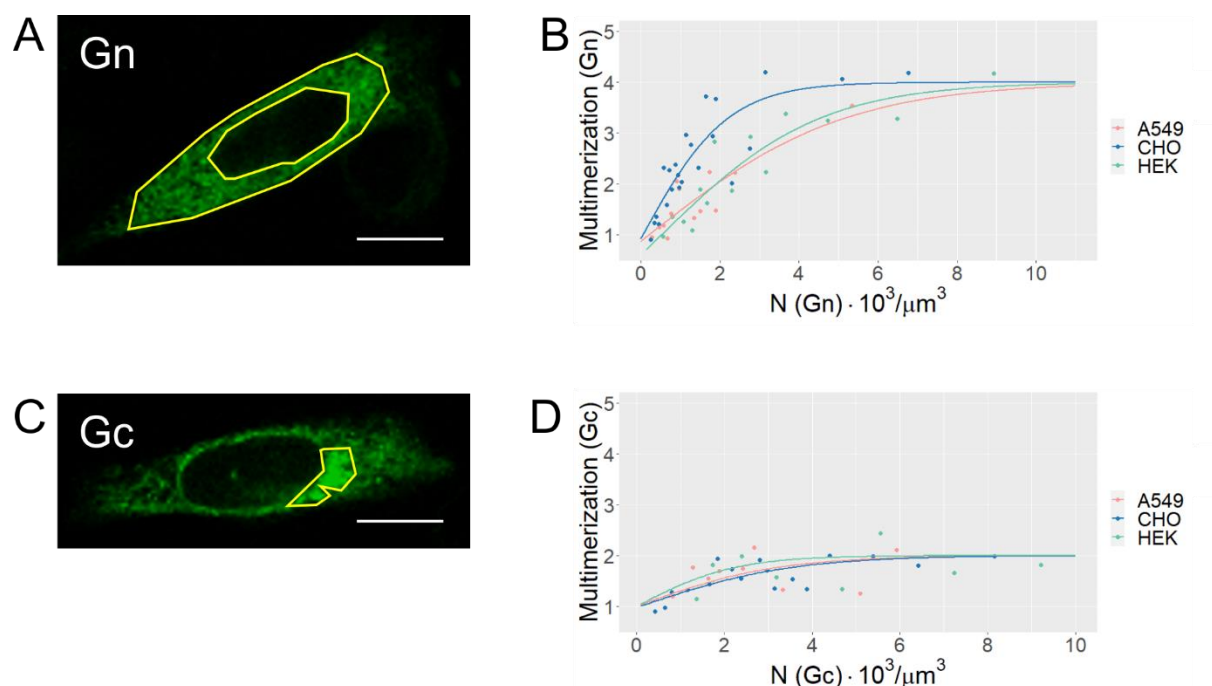 A
Gn
B
Multimerization (Gn)
5
4
3
2
1
0
2
4
6
8
10
N (Gn) · 10³/μm³
A549
CHO
HEK
C
Gc
D
Multimerization (Gc)
5
4
3
2
1
0
2
4
6
8
10
N (Gc) · 10³/μm³
A549
CHO
HEK